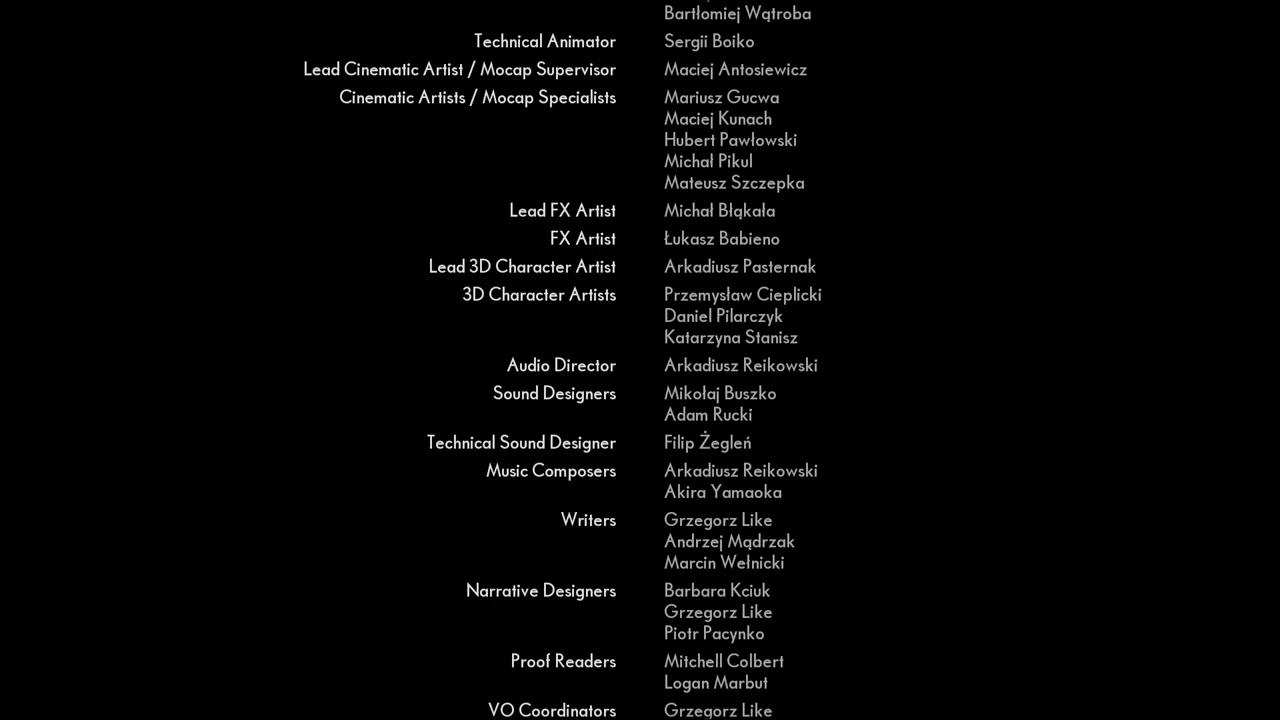 Bartłomiej Wątroba
Technical Animator Sergii Boiko
Lead Cinematic Artist / Mocap Supervisor Maciej Antosiewicz
Cinematic Artists / Mocap Specialists Mariusz Gucwa
Maciej Kunach
Hubert Pawłowski
Michał Pikul
Mateusz Szczepka
Lead FX Artist Michał Błąkała
FX Artist Łukasz Babieno
Lead 3D Character Artist Arkadiusz Pasternak
3D Character Artists Przemysław Cieplicki
Daniel Pilarczyk
Katarzyna Stanisz
Audio Director Arkadiusz Reikowski
Sound Designers Mikołaj Buszko
Adam Rucki
Technical Sound Designer Filip Żegleń
Music Composers Arkadiusz Reikowski
Akira Yamaoka
Writers Grzegorz Like
Andrzej Mądrzak
Marcin Wełnicki
Narrative Designers Barbara Kciuk
Grzegorz Like
Piotr Pacynko
Proof Readers Mitchell Colbert
Logan Marbut
VO Coordinators Grzegorz Like